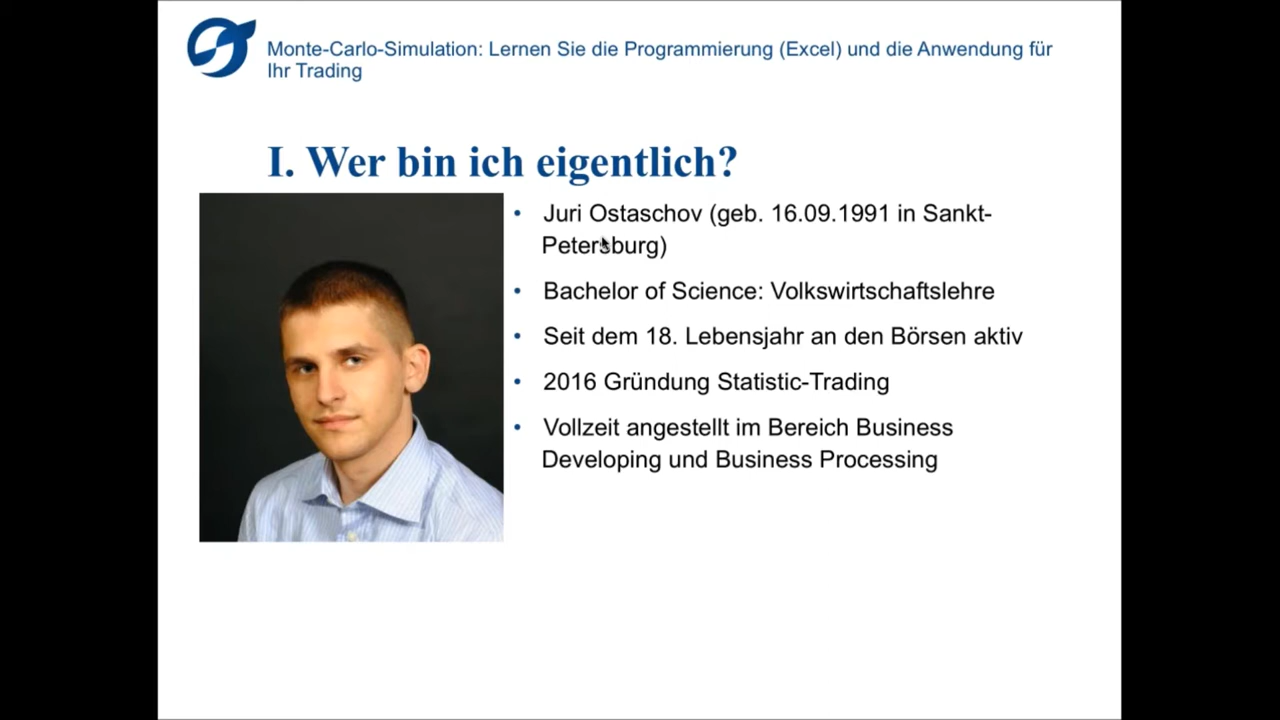 Monte-Carlo-Simulation: Lernen Sie die Programmierung (Excel) und die Anwendung für
Ihr Trading
I. Wer bin ich eigentlich?
• Juri Ostaschov (geb. 16.09.1991 in Sankt-
Petersburg)
• Bachelor of Science: Volkswirtschaftslehre
• Seit dem 18. Lebensjahr an den Börsen aktiv
• 2016 Gründung Statistic-Trading
• Vollzeit angestellt im Bereich Business
Developing und Business Processing